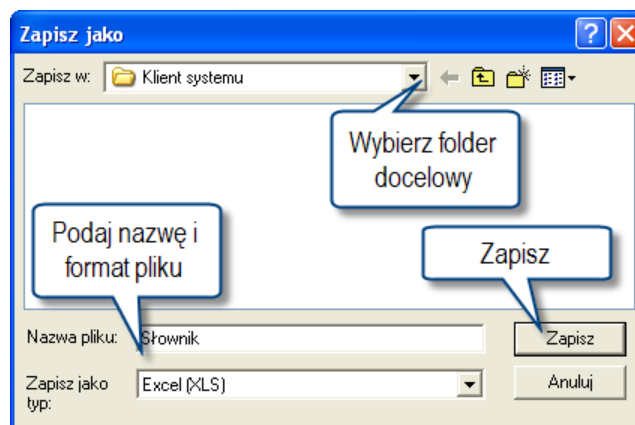 Zapisz jako
Zapisz w: Klient systemu
Wybierz folder
docelowy
Podaj nazwę i
format pliku
Zapisz
Nazwa pliku: Słownik Zapisz
Zapisz jako
typ: Excel (XLS) Anuluj